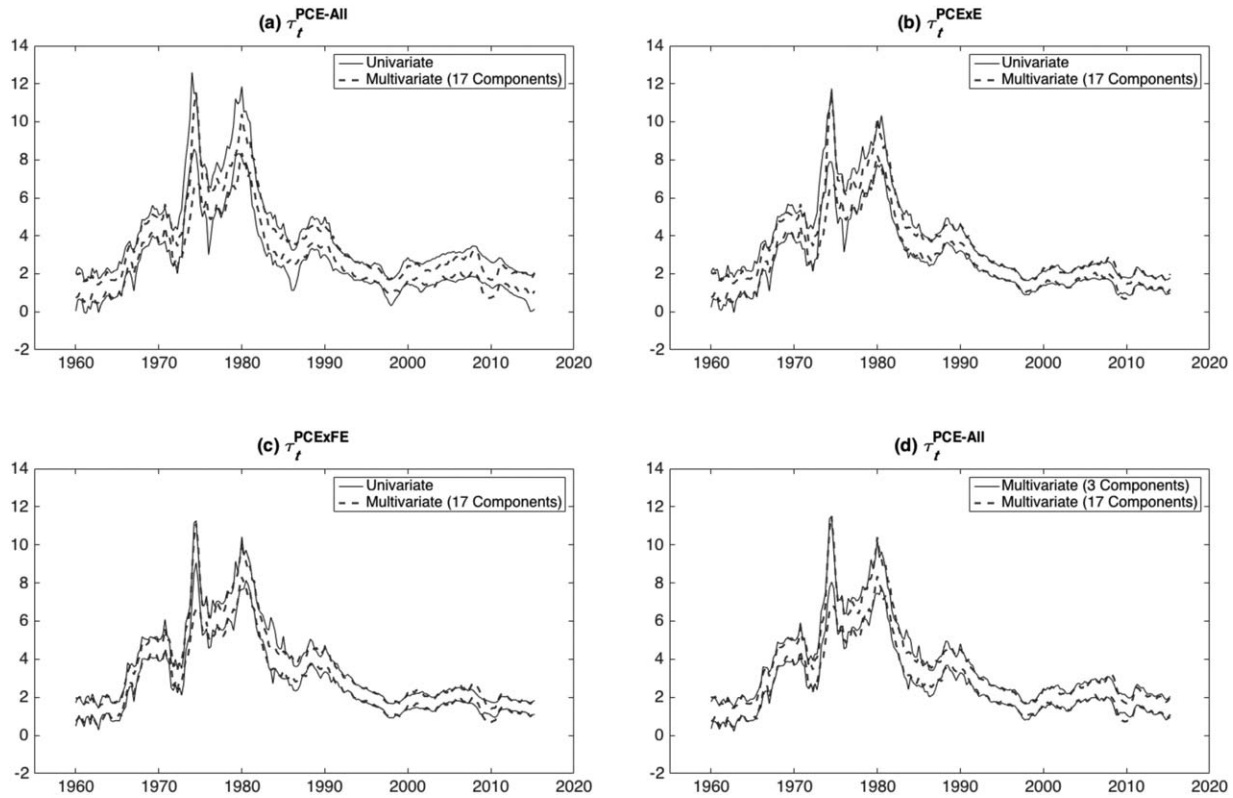 (a) τ_t^PCE-All
14
12
10
8
6
4
2
0
-2
1960 1970 1980 1990 2000 2010 2020
Univariate
Multivariate (17 Components)
(b) τ_t^PCExE
14
12
10
8
6
4
2
0
-2
1960 1970 1980 1990 2000 2010 2020
Univariate
Multivariate (17 Components)
(c) τ_t^PCExFE
14
12
10
8
6
4
2
0
-2
1960 1970 1980 1990 2000 2010 2020
Univariate
Multivariate (17 Components)
(d) τ_t^PCE-All
14
12
10
8
6
4
2
0
-2
1960 1970 1980 1990 2000 2010 2020
Multivariate (3 Components)
Multivariate (17 Components)